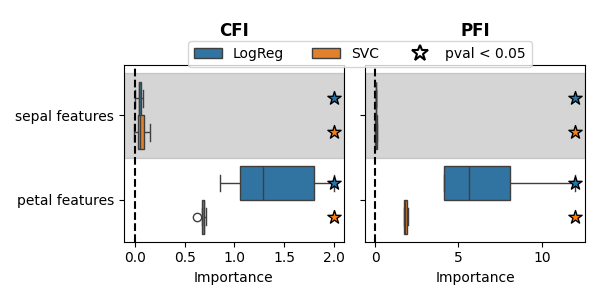 CFI PFI
LogReg SVC pval < 0.05
sepal features
petal features
0.0 0.5 1.0 1.5 2.0 0 5 10
Importance Importance